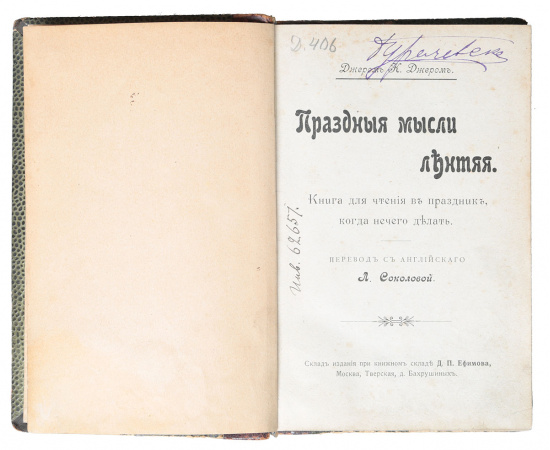 Д. 406
Джеромъ К. Джеромъ.
Праздныя мысли
лѣнтяя.
Книга для чтенія въ праздникъ,
когда нечего дѣлать.
ПЕРЕВОДЪ СЪ АНГЛІЙСКАГО
Л. Соколовой.
Инв. 62657.
Складъ изданія при книжномъ складѣ Д. П. Ефимова,
Москва, Тверская, д. Бахрушиныхъ.